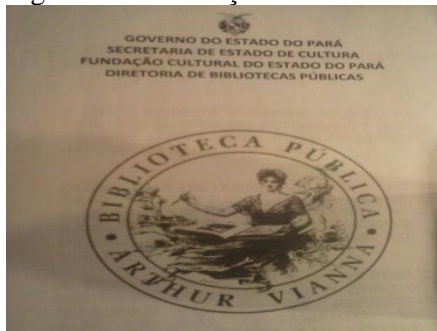 GOVERNO DO ESTADO DO PARÁ
SECRETARIA DE ESTADO DE CULTURA
FUNDAÇÃO CULTURAL DO ESTADO DO PARÁ
DIRETORIA DE BIBLIOTECAS PÚBLICAS
BIBLIOTECA PÚBLICA
ARTHUR VIANNA